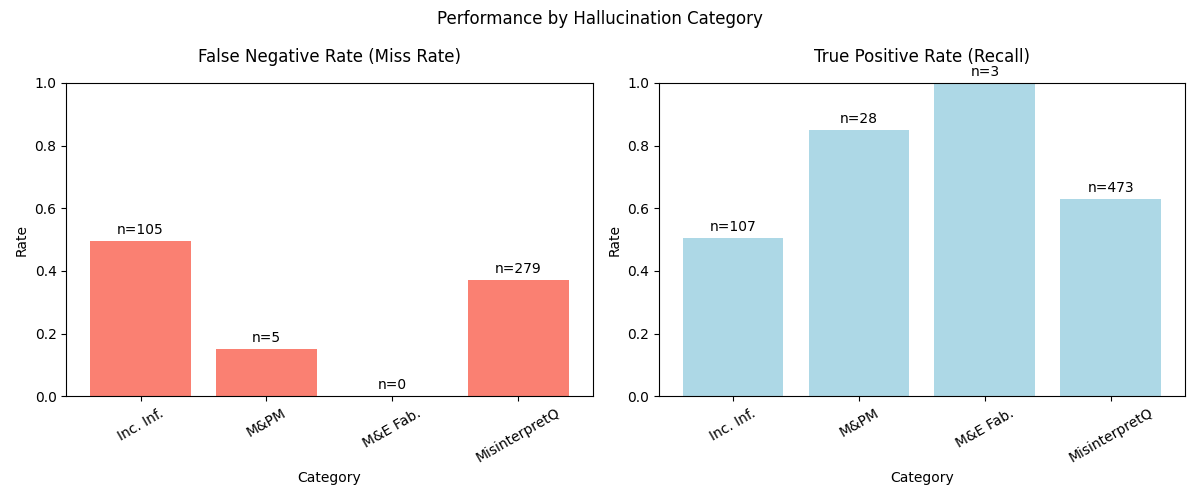 Performance by Hallucination Category
False Negative Rate (Miss Rate)
1.0
0.8
0.6
0.4
0.2
0.0
Rate
n=105
n=5
n=0
n=279
Inc. Inf.
M&PM
M&E Fab.
MisinterpretQ
Category
True Positive Rate (Recall)
1.0
0.8
0.6
0.4
0.2
0.0
Rate
n=107
n=28
n=3
n=473
Inc. Inf.
M&PM
M&E Fab.
MisinterpretQ
Category